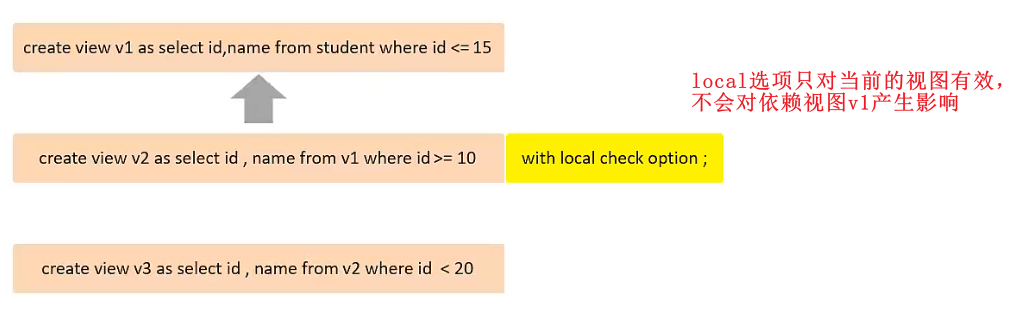 create view v1 as select id,name from student where id <= 15
local选项只对当前的视图有效，
不会对依赖视图v1产生影响
create view v2 as select id , name from v1 where id >= 10
with local check option ;
create view v3 as select id , name from v2 where id < 20